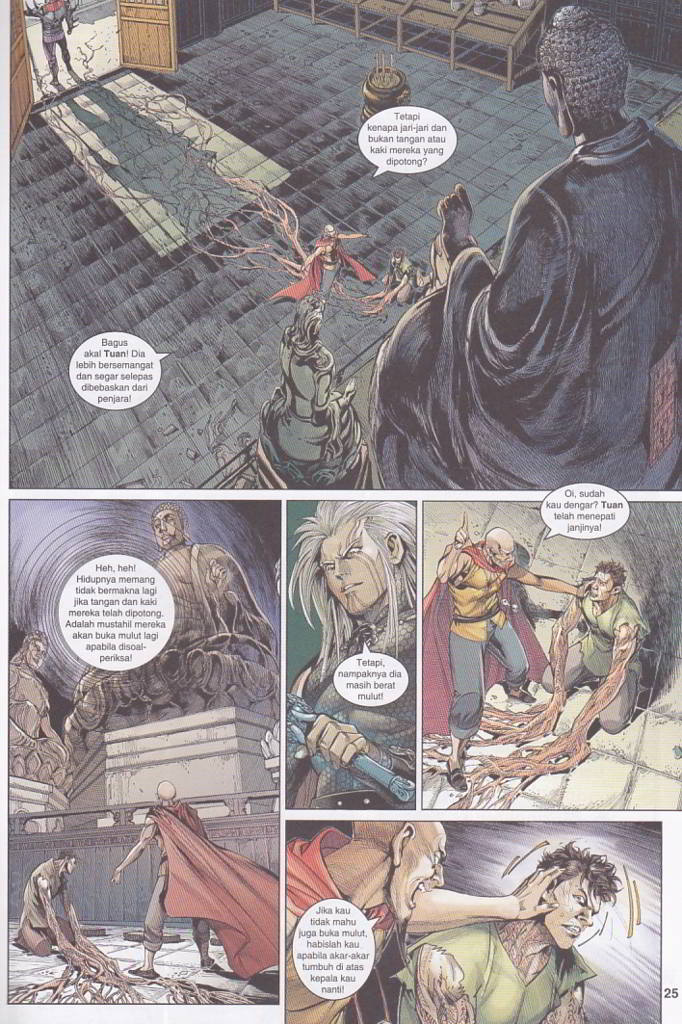 Tetapi
kenapa jari-jari dan
bukan tangan atau
kaki mereka yang
dipotong?
Bagus
akal Tuan! Dia
lebih bersemangat
dan segar selepas
dibebaskan dari
penjara!
Heh, heh!
Hidupnya memang
tidak bermakna lagi
jika tangan dan kaki
mereka telah dipotong.
Adalah mustahil mereka
akan buka mulut lagi
apabila disoal-
periksa!
Tetapi,
nampaknya dia
masih berat
mulut!
Oi, sudah
kau dengar? Tuan
telah menepati
janjinya!
Jika kau
tidak mahu
juga buka mulut,
habislah kau
apabila akar-akar
tumbuh di atas
kepala kau
nanti!
25